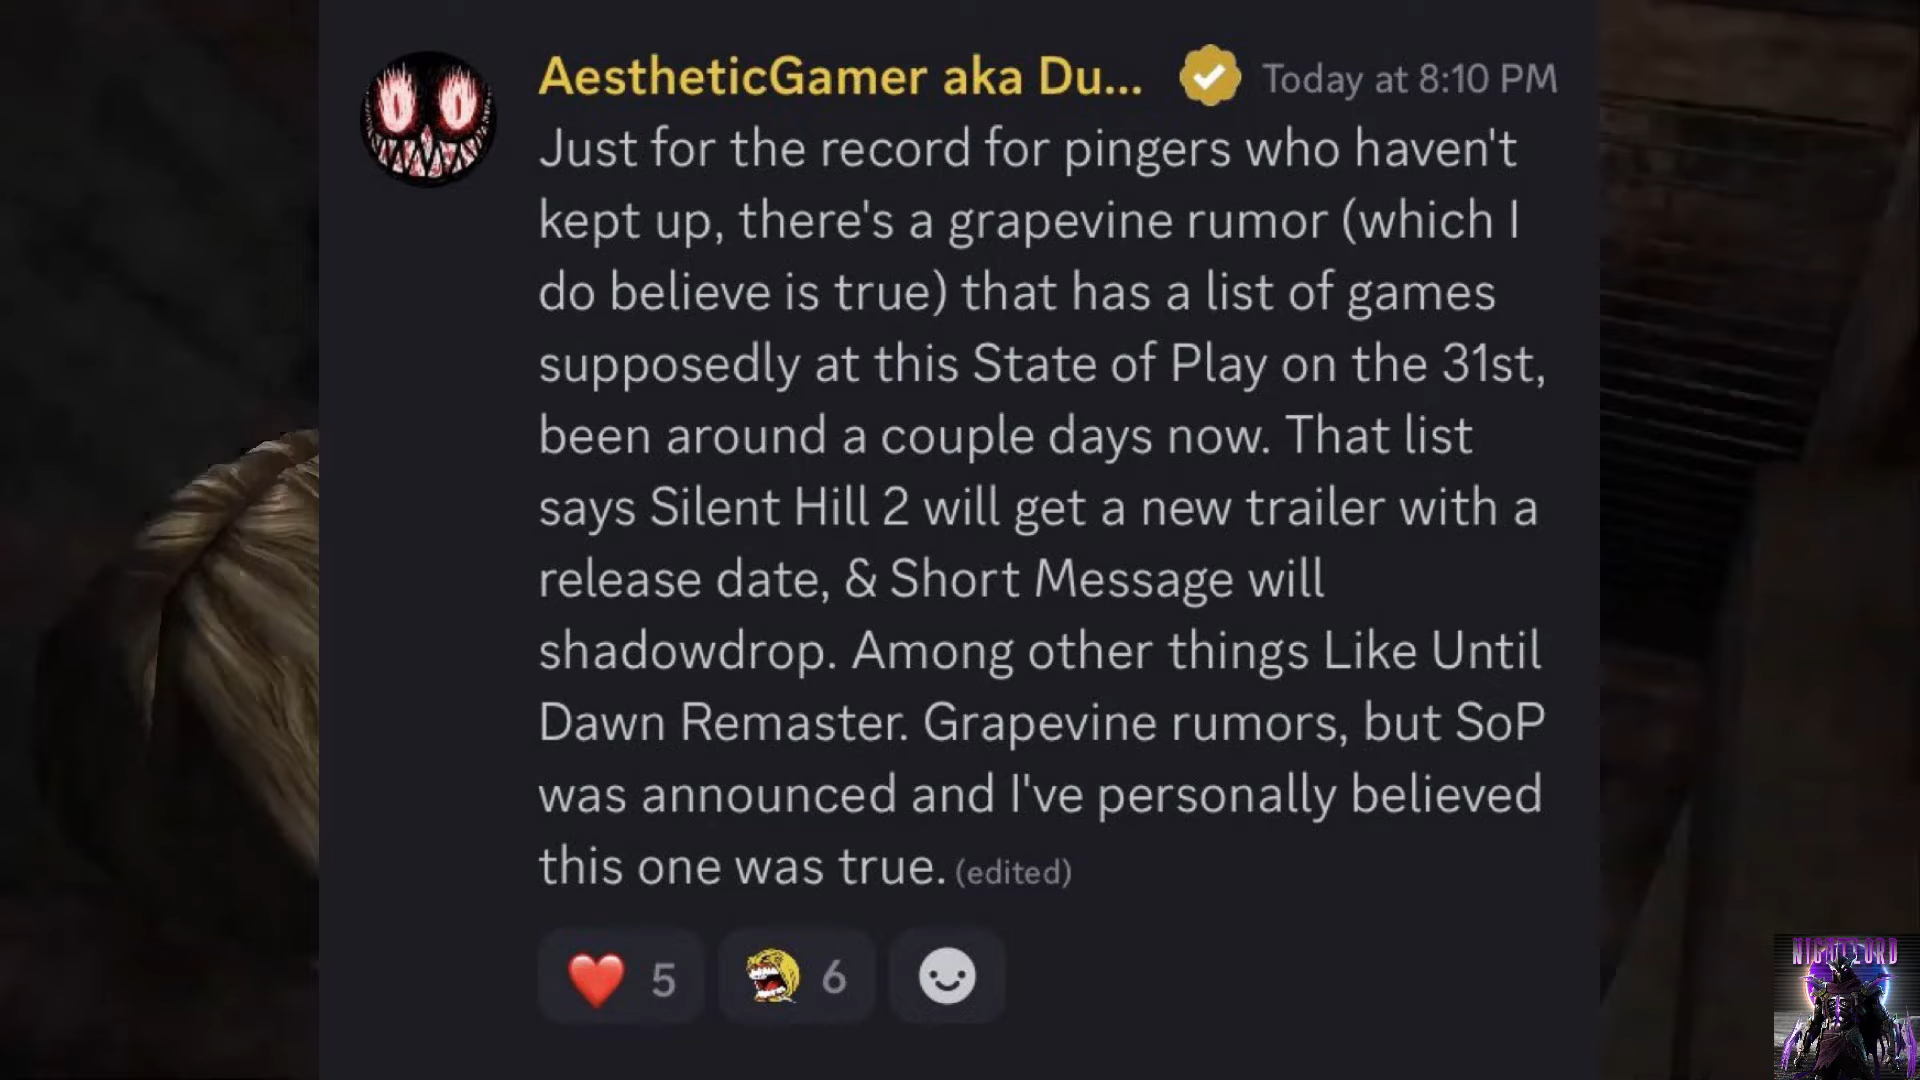 AestheticGamer aka Du... Today at 8:10 PM
Just for the record for pingers who haven't
kept up, there's a grapevine rumor (which I
do believe is true) that has a list of games
supposedly at this State of Play on the 31st,
been around a couple days now. That list
says Silent Hill 2 will get a new trailer with a
release date, & Short Message will
shadowdrop. Among other things Like Until
Dawn Remaster. Grapevine rumors, but SoP
was announced and I've personally believed
this one was true. (edited)
5 6
NIGHTLORD